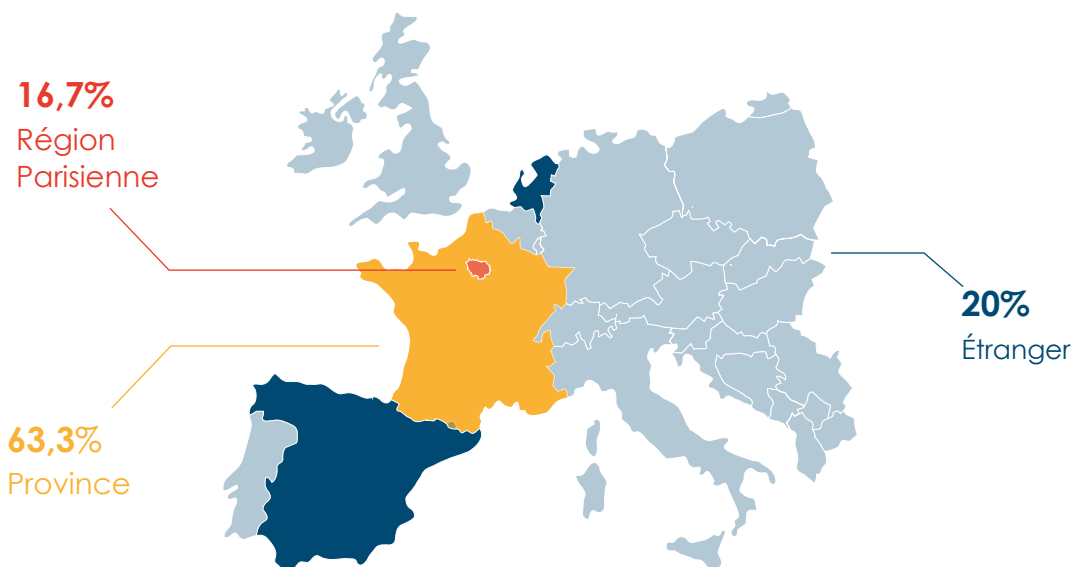 16,7%
Région
Parisienne
20%
Étranger
63,3%
Province